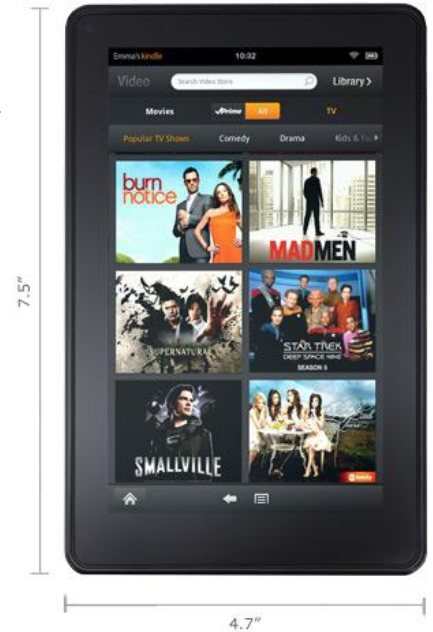 Emma's kindle 10:32
Video Search Video Store Library >
Movies Prime All TV
Popular TV Shows Comedy Drama Kids &
burn
notice
MADMEN
SUPERNATURAL
STAR TREK
DEEP SPACE NINE
SEASON 5
SMALLVILLE
7.5"
4.7"